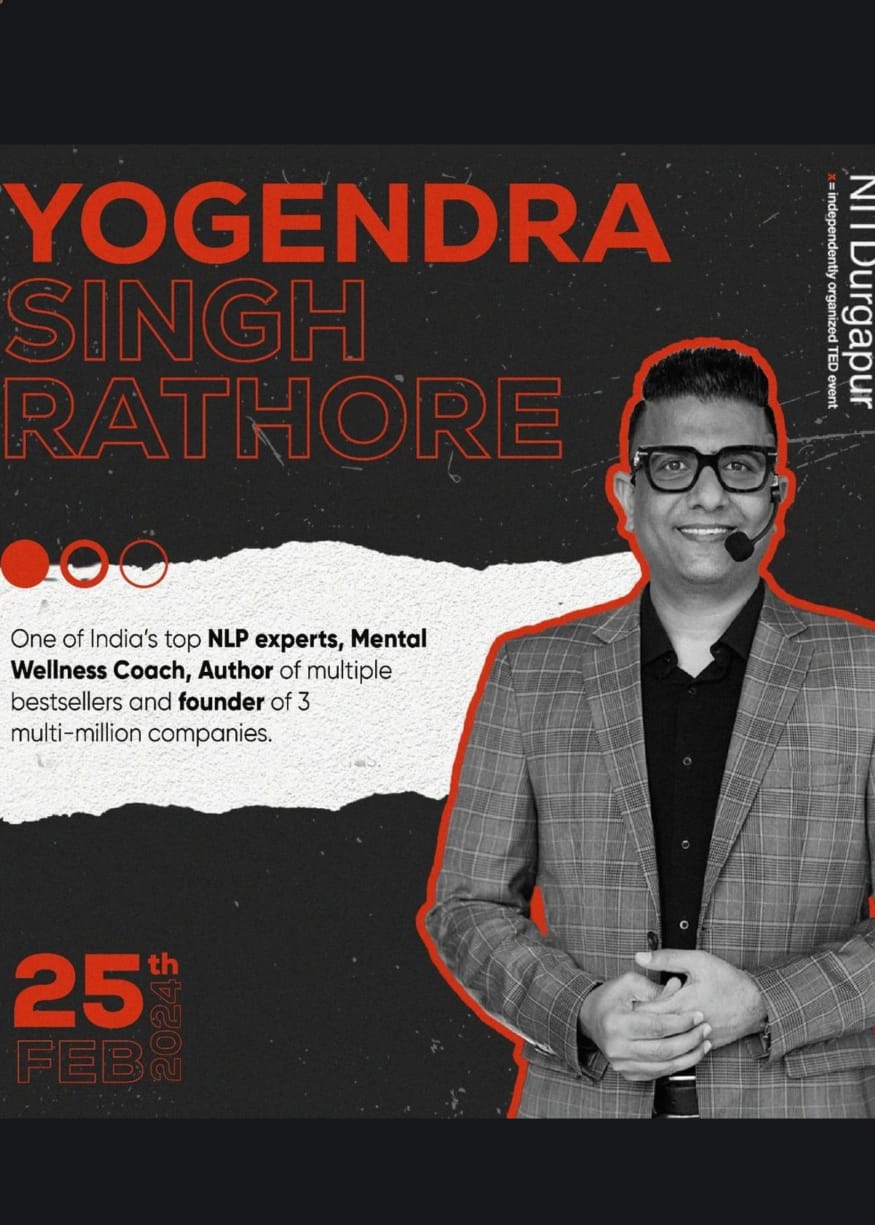 YOGENDRA
SINGH
RATHORE
NIT Durgapur
x = independently organized TED event
One of India's top NLP experts, Mental
Wellness Coach, Author of multiple
bestsellers and founder of 3
multi-million companies.
25th
FEB 2024